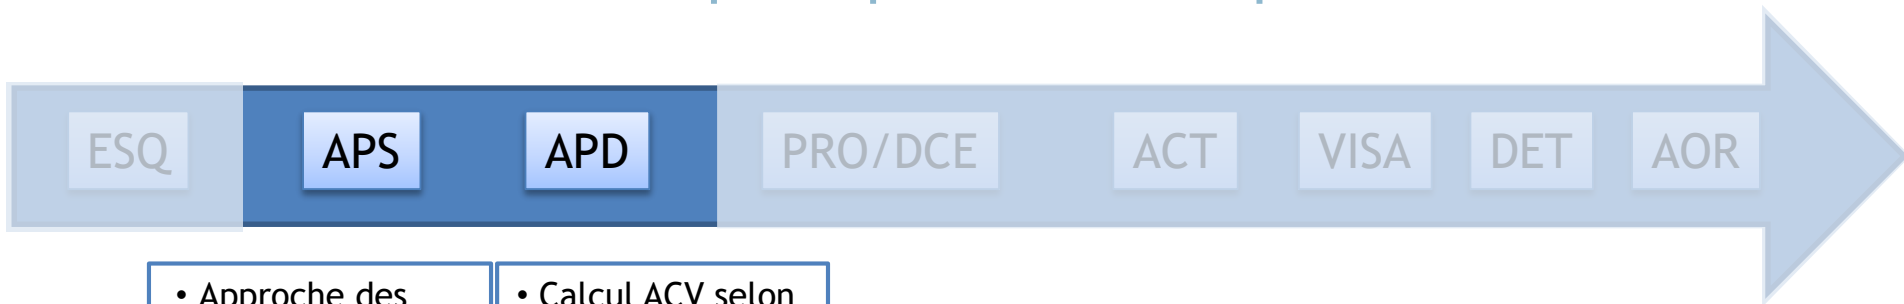 ESQ APS APD PRO/DCE ACT VISA DET AOR
• Approche des
• Calcul ACV selon